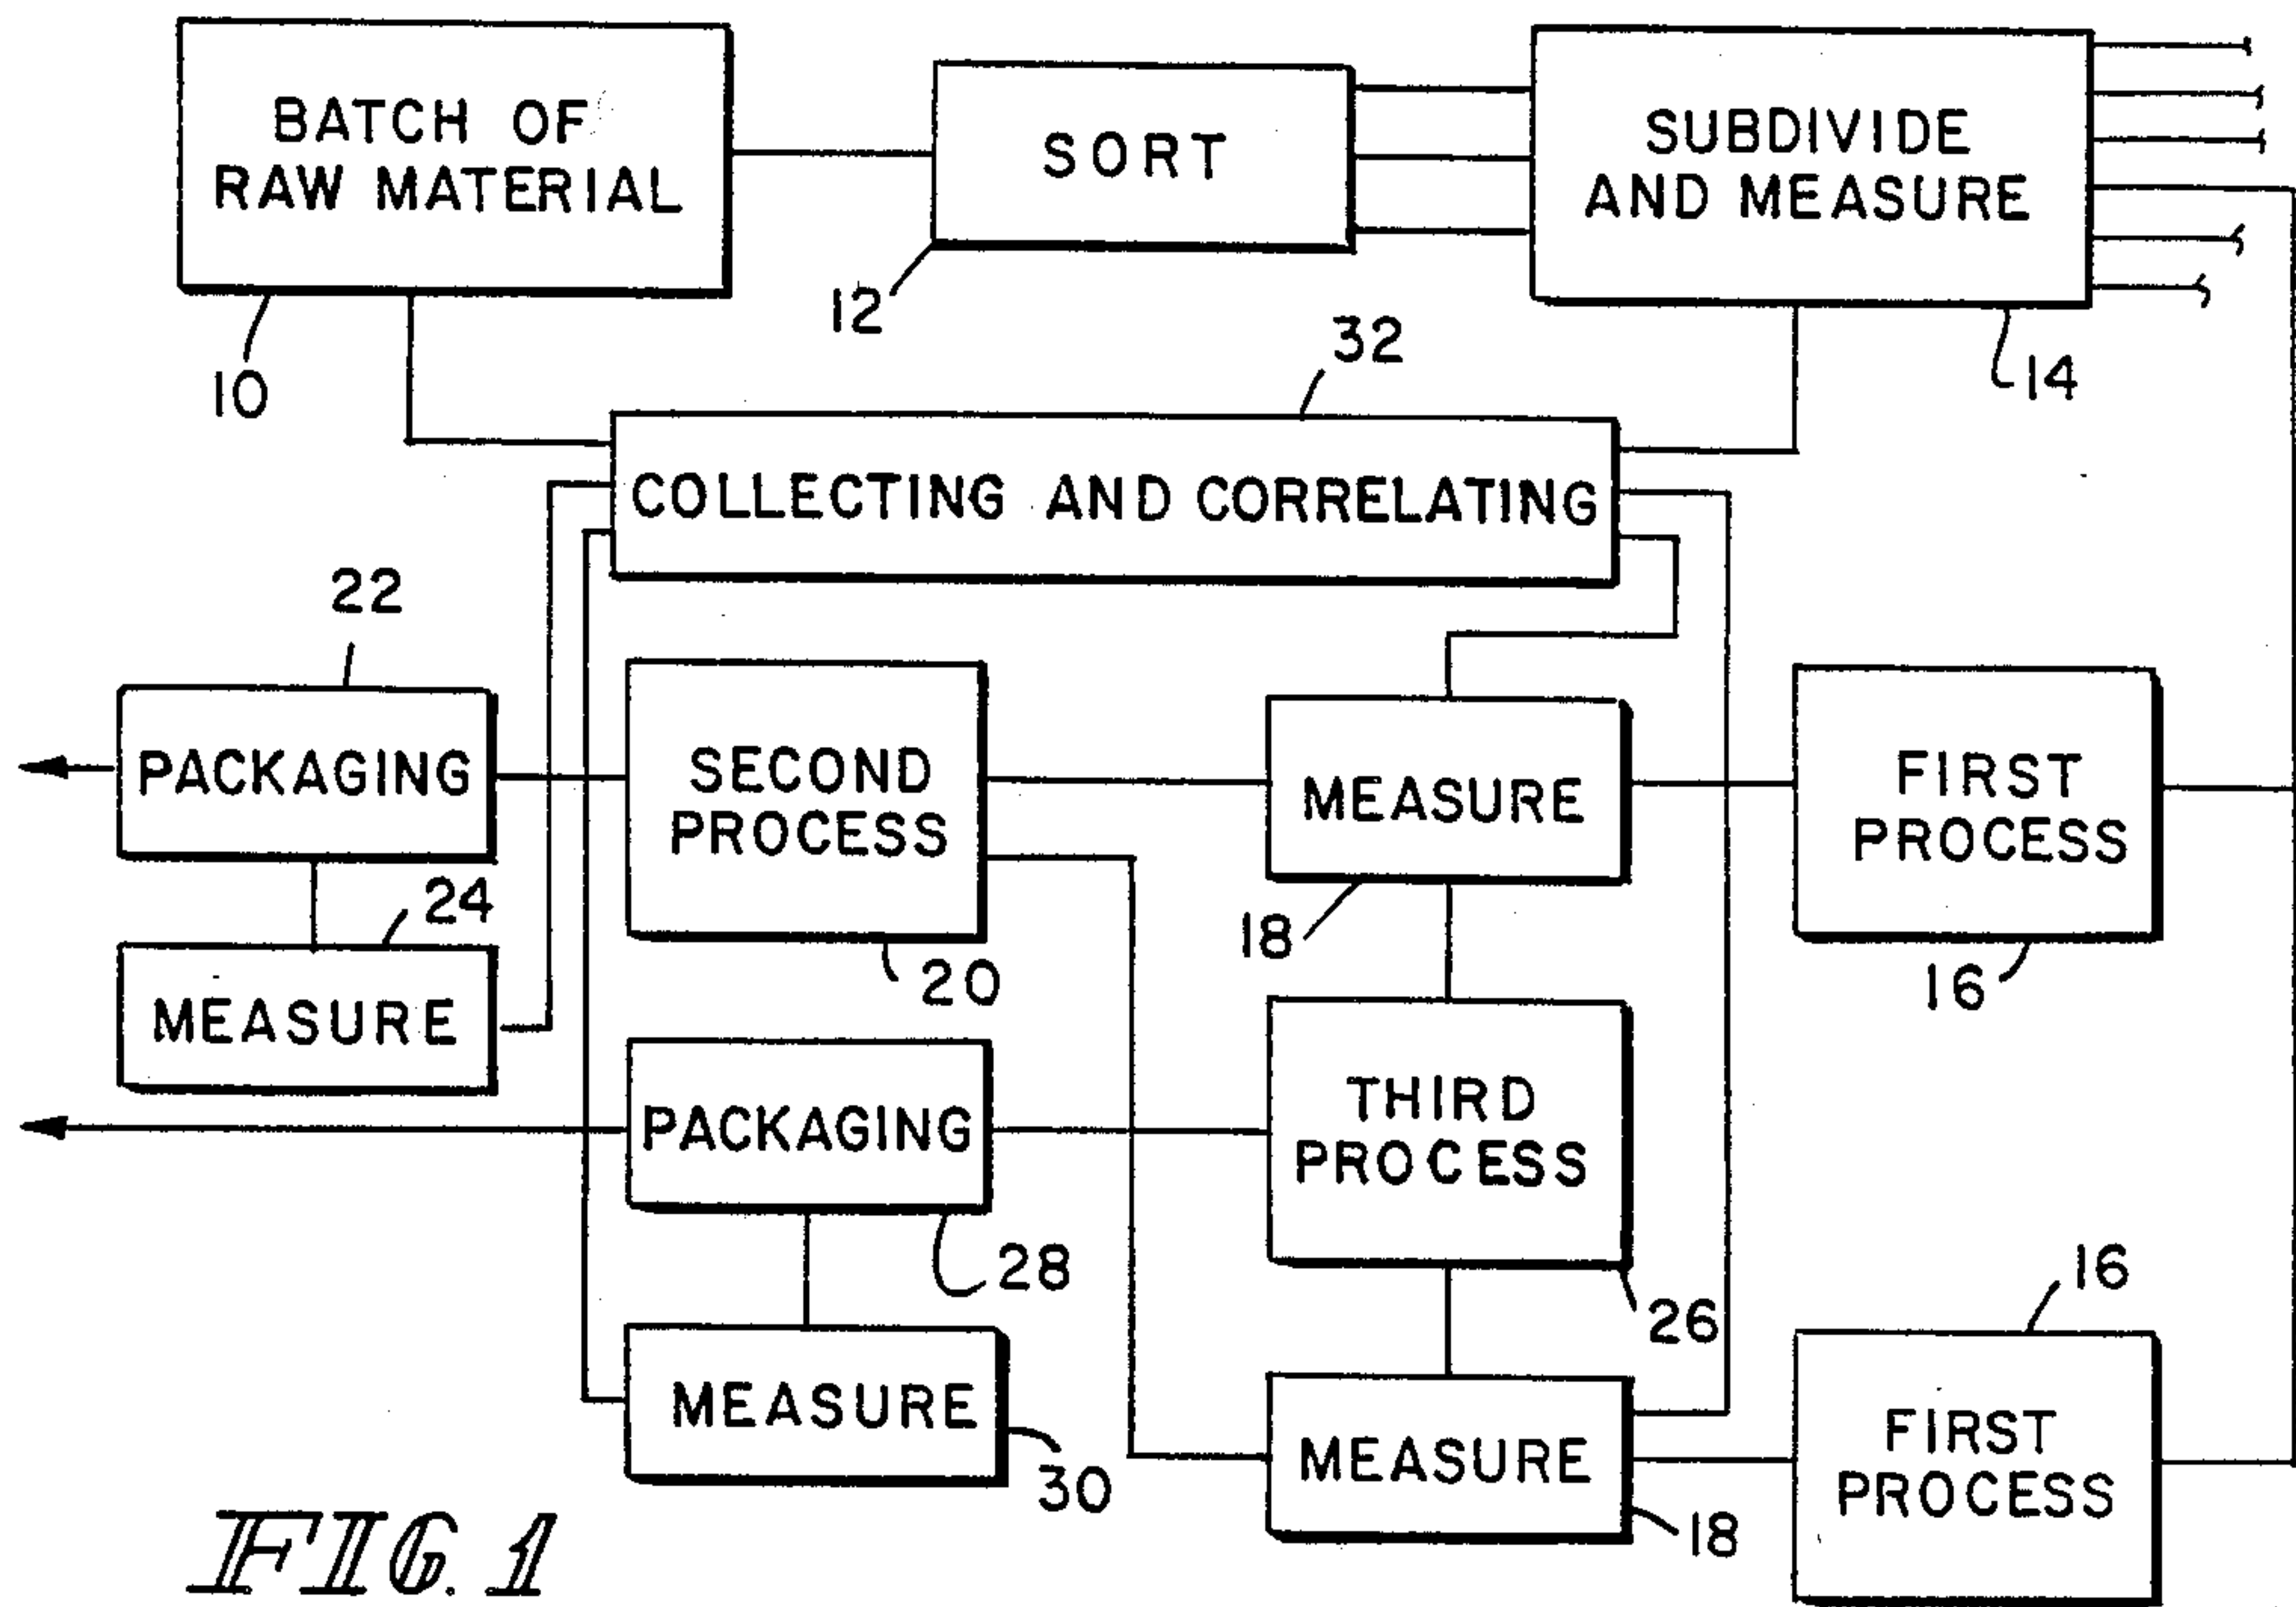 BATCH OF
RAW MATERIAL
10
SORT
12
SUBDIVIDE
AND MEASURE
14
32
COLLECTING AND CORRELATING
22
PACKAGING
24
MEASURE
SECOND
PROCESS
20
MEASURE
18
FIRST
PROCESS
16
PACKAGING
28
THIRD
PROCESS
26
MEASURE
30
MEASURE
18
16
FIRST
PROCESS
FIG. 1